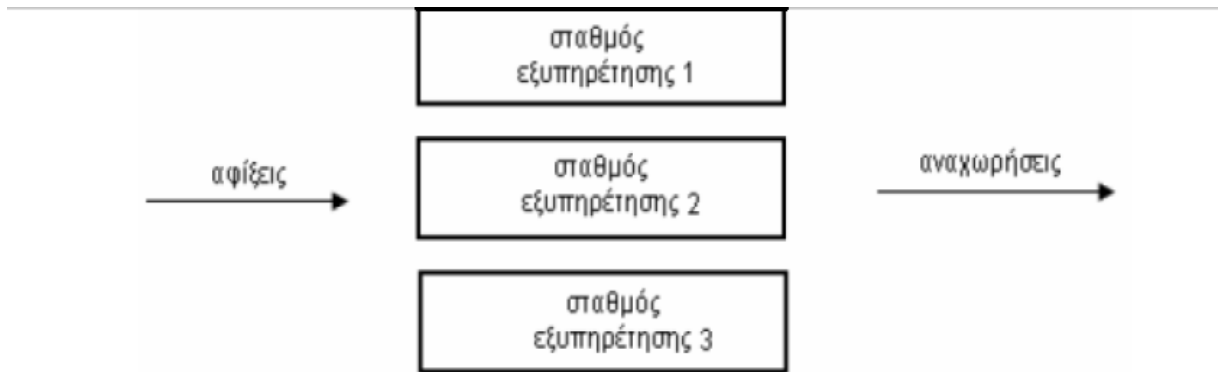 σταθμός
εξυπηρέτησης 1
αφίξεις
σταθμός
εξυπηρέτησης 2
αναχωρήσεις
σταθμός
εξυπηρέτησης 3